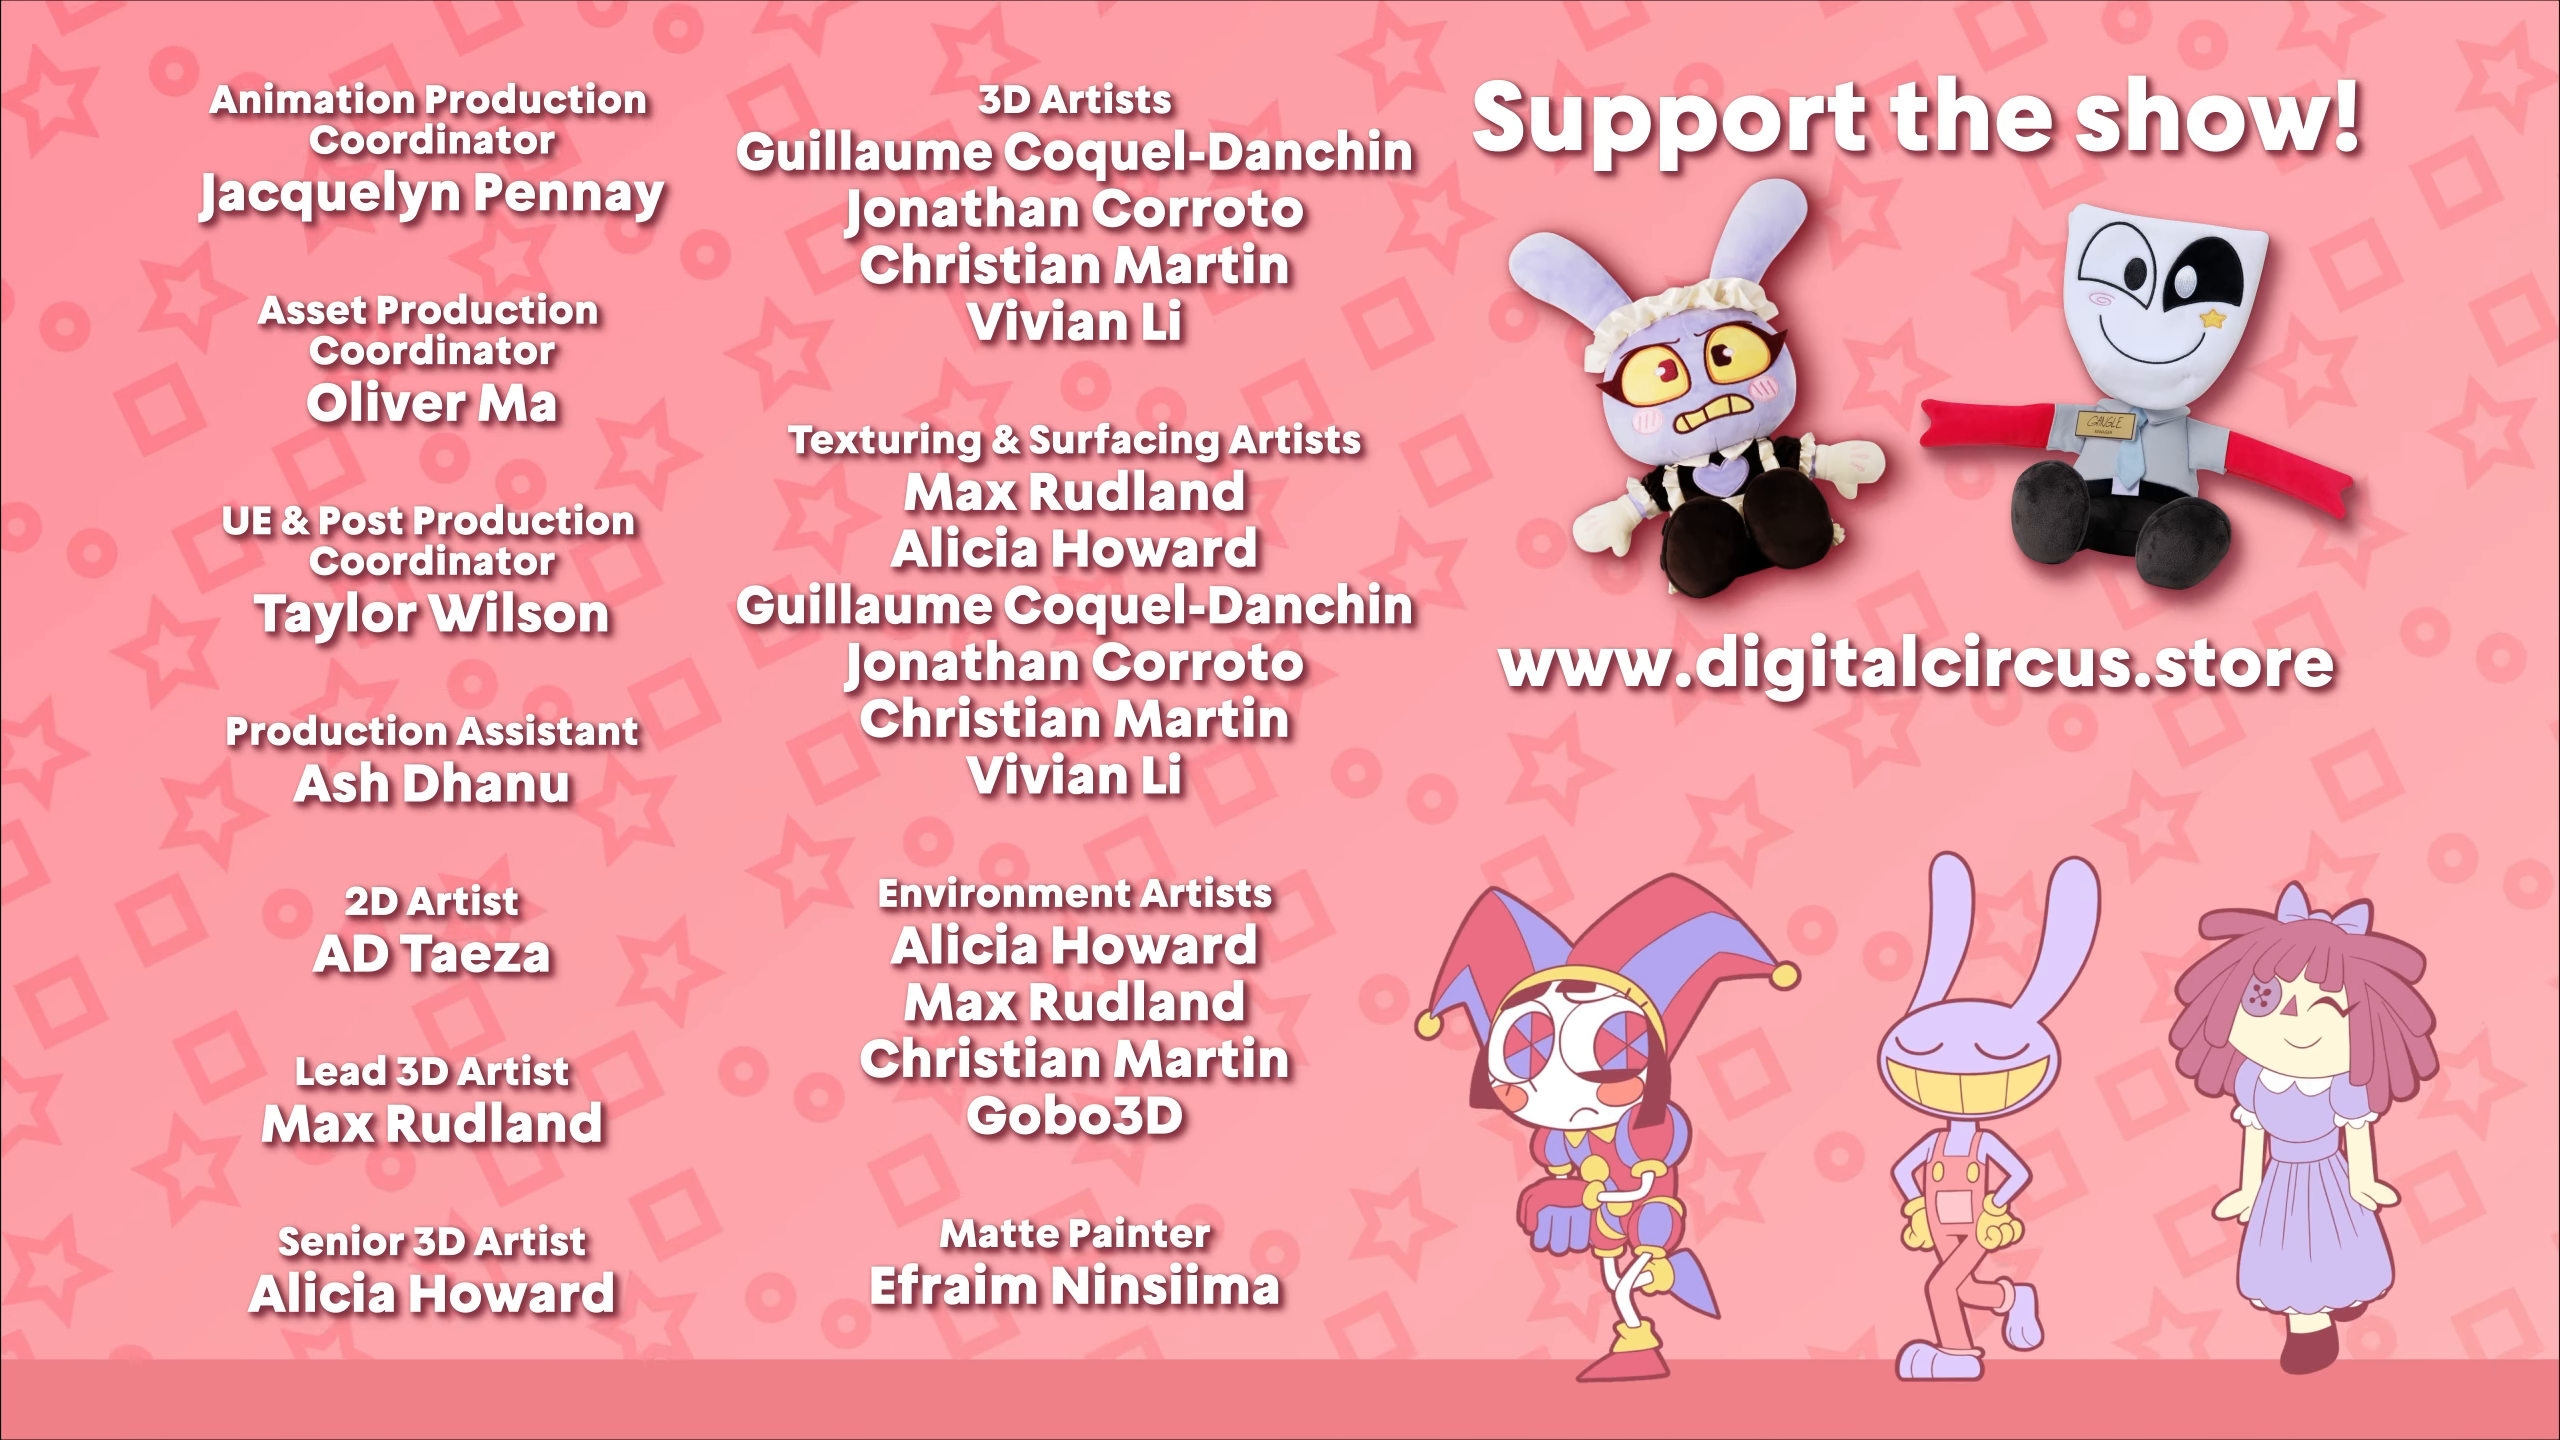 Animation Production
Coordinator
Jacquelyn Pennay
Asset Production
Coordinator
Oliver Ma
UE & Post Production
Coordinator
Taylor Wilson
Production Assistant
Ash Dhanu
2D Artist
AD Taeza
Lead 3D Artist
Max Rudland
Senior 3D Artist
Alicia Howard
3D Artists
Guillaume Coquel-Danchin
Jonathan Corroto
Christian Martin
Vivian Li
Texturing & Surfacing Artists
Max Rudland
Alicia Howard
Guillaume Coquel-Danchin
Jonathan Corroto
Christian Martin
Vivian Li
Environment Artists
Alicia Howard
Max Rudland
Christian Martin
Gobo3D
Matte Painter
Efraim Ninsiima
Support the show!
GANGLE
MANAGER
www.digitalcircus.store